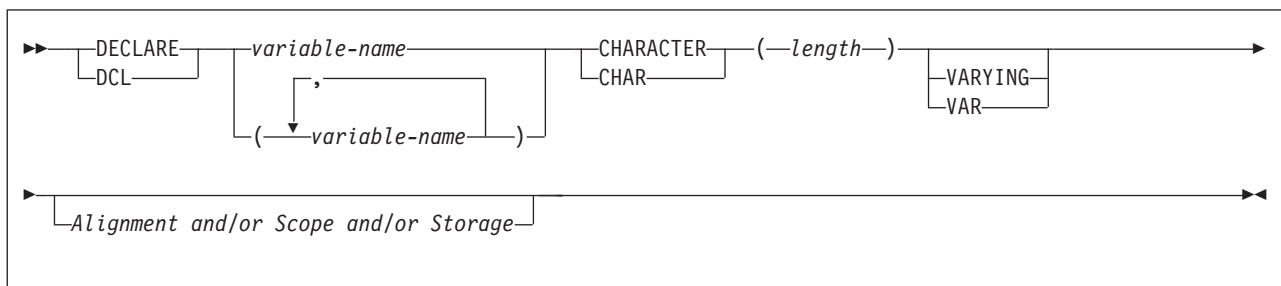 DECLARE variable-name CHARACTER ( length )
DCL , CHAR VARYING
VAR
( variable-name )
Alignment and/or Scope and/or Storage